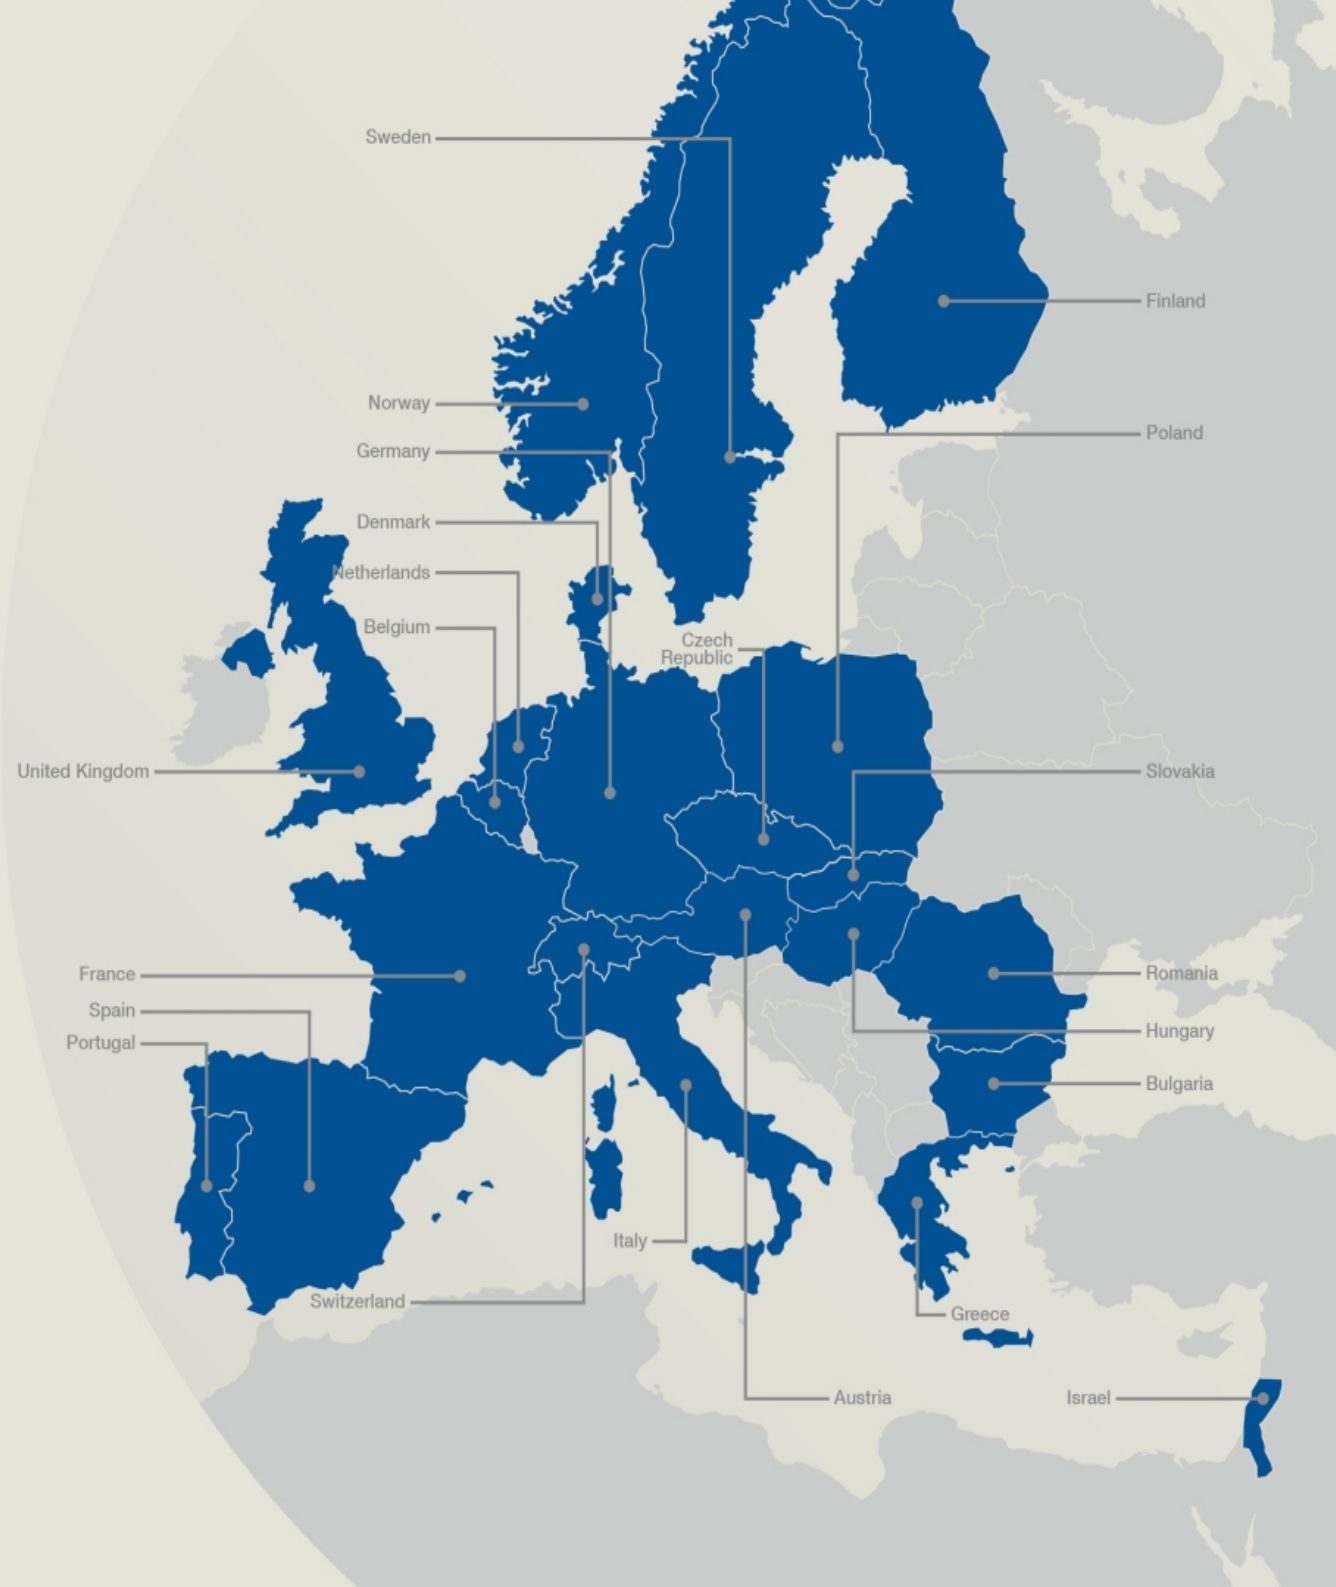 Sweden
Finland
Norway
Poland
Germany
Denmark
Netherlands
Belgium
Czech
Republic
United Kingdom
Slovakia
France
Romania
Spain
Hungary
Portugal
Bulgaria
Italy
Switzerland
Greece
Austria
Israel